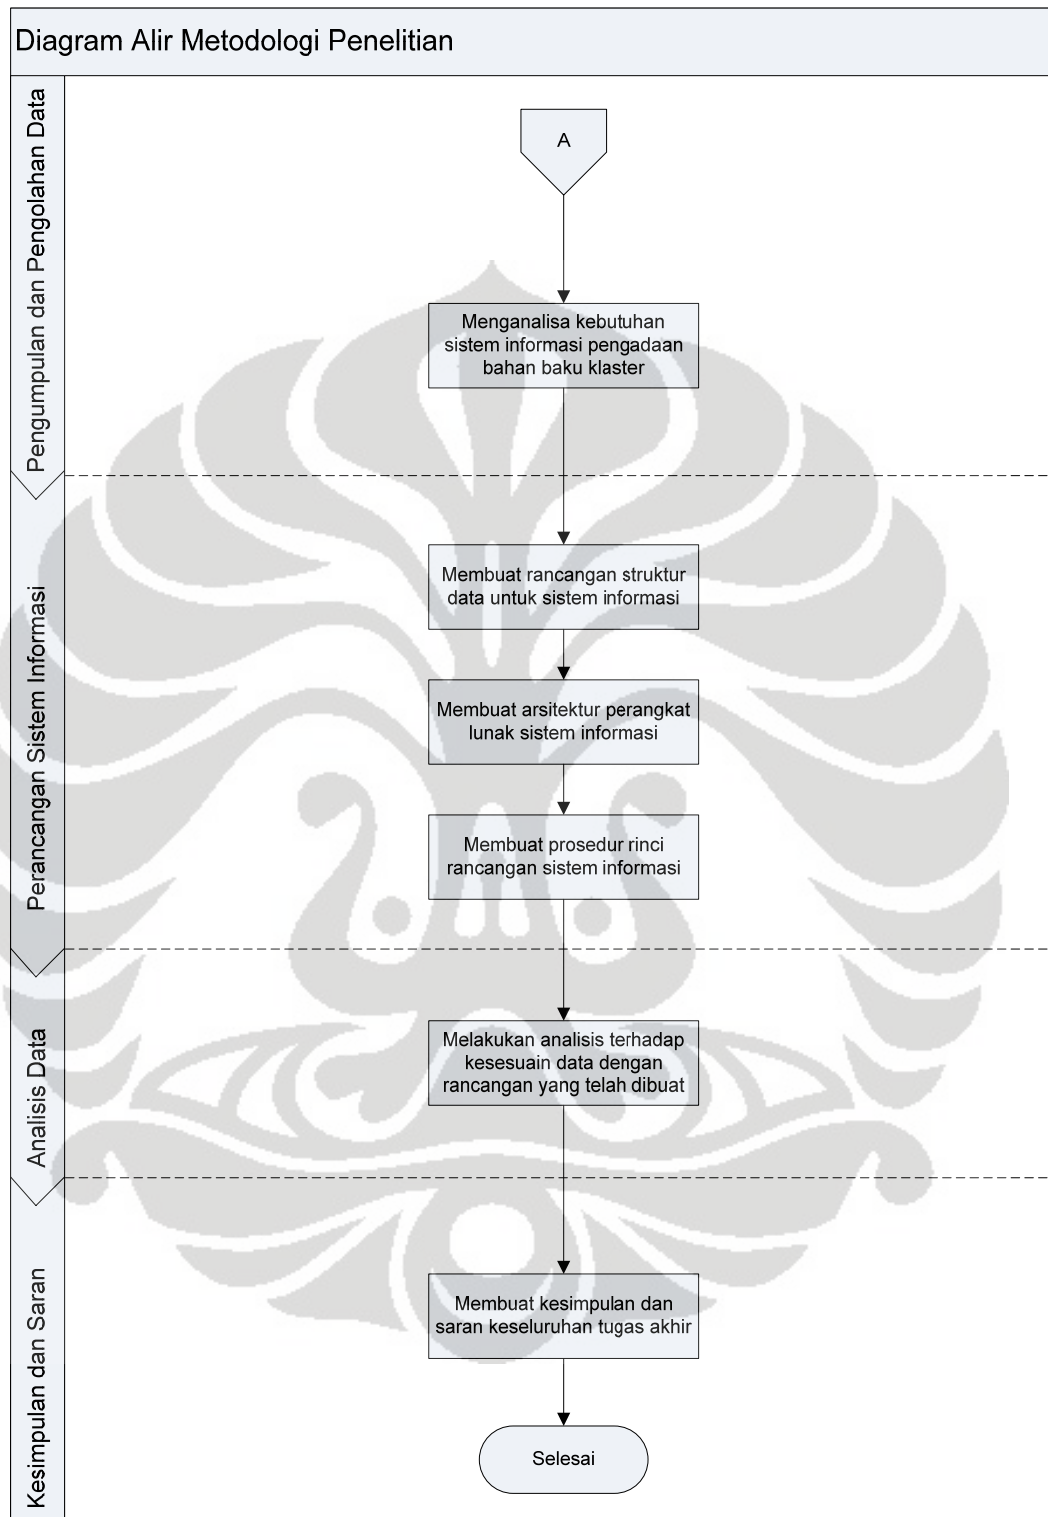 Diagram Alir Metodologi Penelitian
Pengumpulan dan Pengolahan Data
A
Menganalisa kebutuhan
sistem informasi pengadaan
bahan baku klaster
Perancangan Sistem Informasi
Membuat rancangan struktur
data untuk sistem informasi
Membuat arsitektur perangkat
lunak sistem informasi
Membuat prosedur rinci
rancangan sistem informasi
Analisis Data
Melakukan analisis terhadap
kesesuain data dengan
rancangan yang telah dibuat
Kesimpulan dan Saran
Membuat kesimpulan dan
saran keseluruhan tugas akhir
Selesai